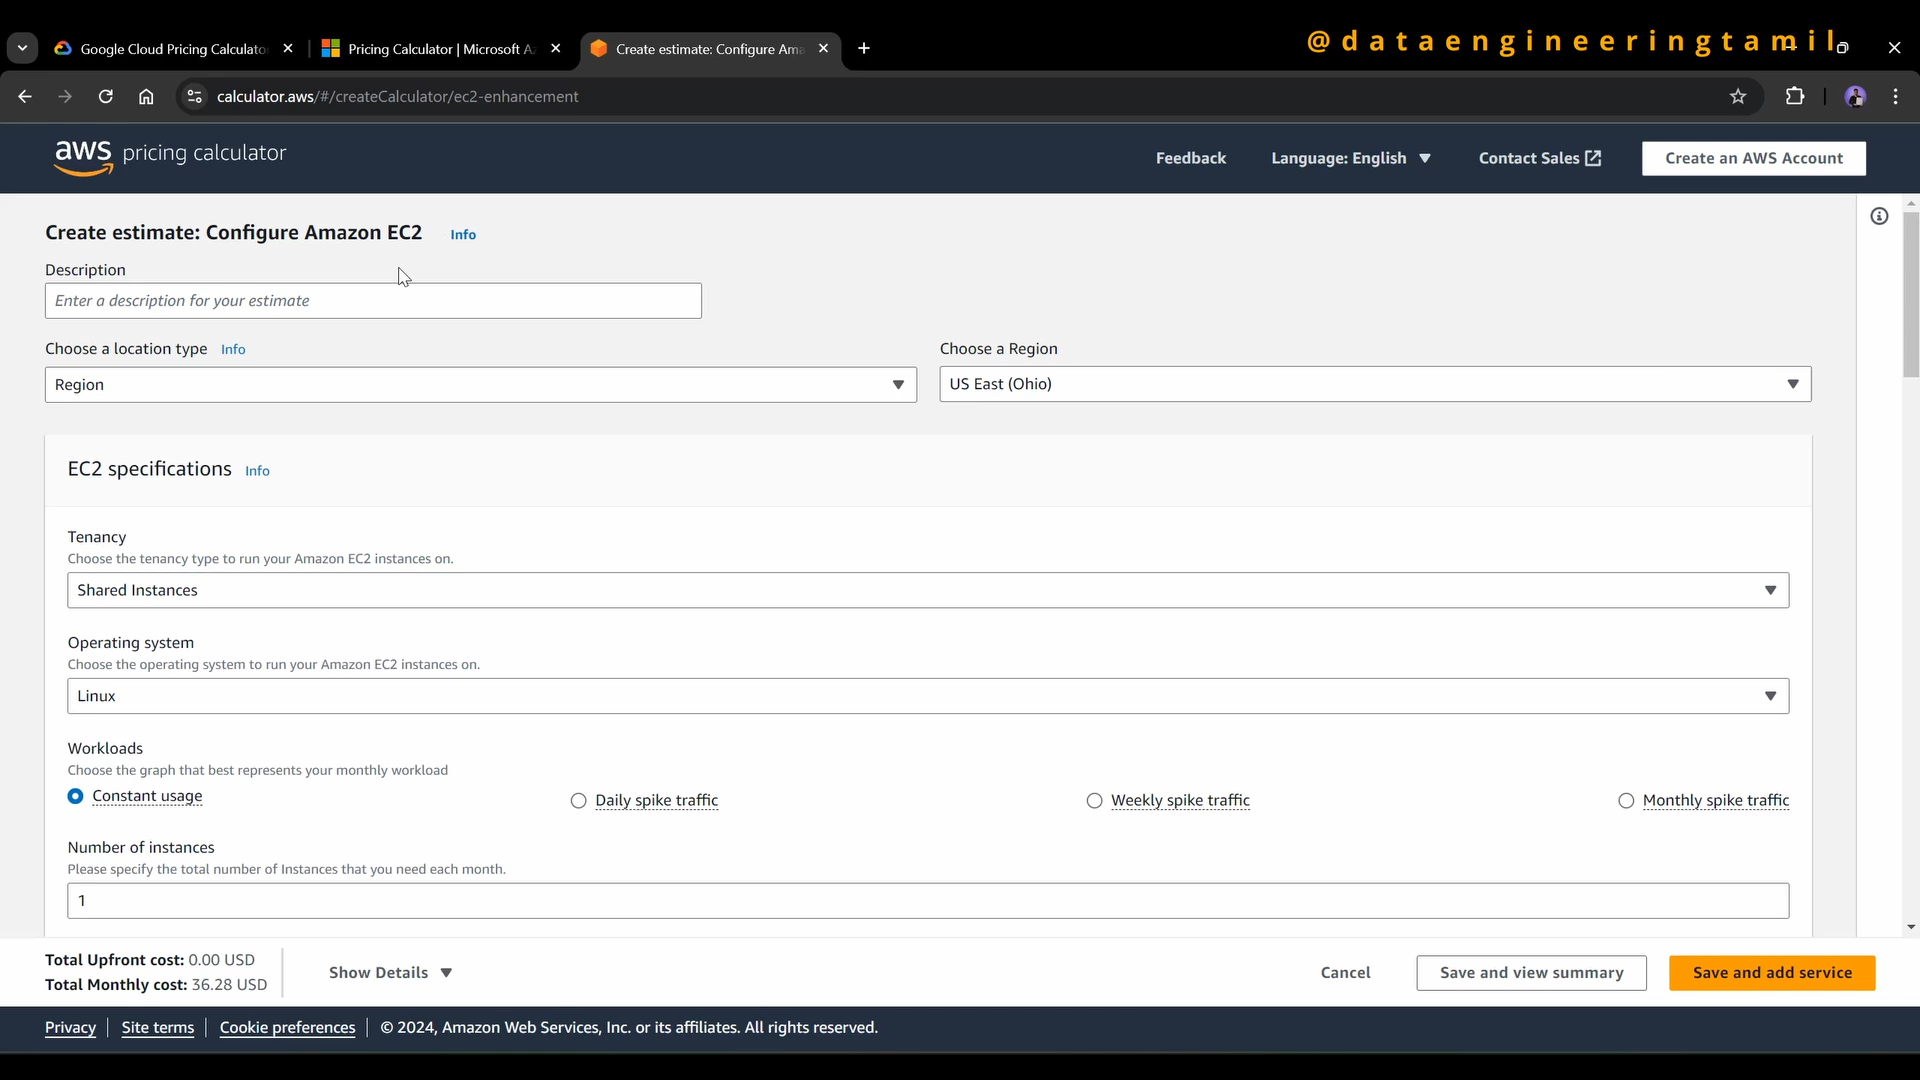 @dataengineeringtamil
Google Cloud Pricing Calculato
Pricing Calculator | Microsoft A
Create estimate: Configure Ama
calculator.aws/#/createCalculator/ec2-enhancement
aws pricing calculator
Feedback
Language: English
Contact Sales
Create an AWS Account
Create estimate: Configure Amazon EC2 Info
Description
Enter a description for your estimate
Choose a location type Info
Choose a Region
Region
US East (Ohio)
EC2 specifications Info
Tenancy
Choose the tenancy type to run your Amazon EC2 instances on.
Shared Instances
Operating system
Choose the operating system to run your Amazon EC2 instances on.
Linux
Workloads
Choose the graph that best represents your monthly workload
Constant usage
Daily spike traffic
Weekly spike traffic
Monthly spike traffic
Number of instances
Please specify the total number of Instances that you need each month.
1
Total Upfront cost: 0.00 USD
Total Monthly cost: 36.28 USD
Show Details
Cancel
Save and view summary
Save and add service
Privacy
Site terms
Cookie preferences
© 2024, Amazon Web Services, Inc. or its affiliates. All rights reserved.